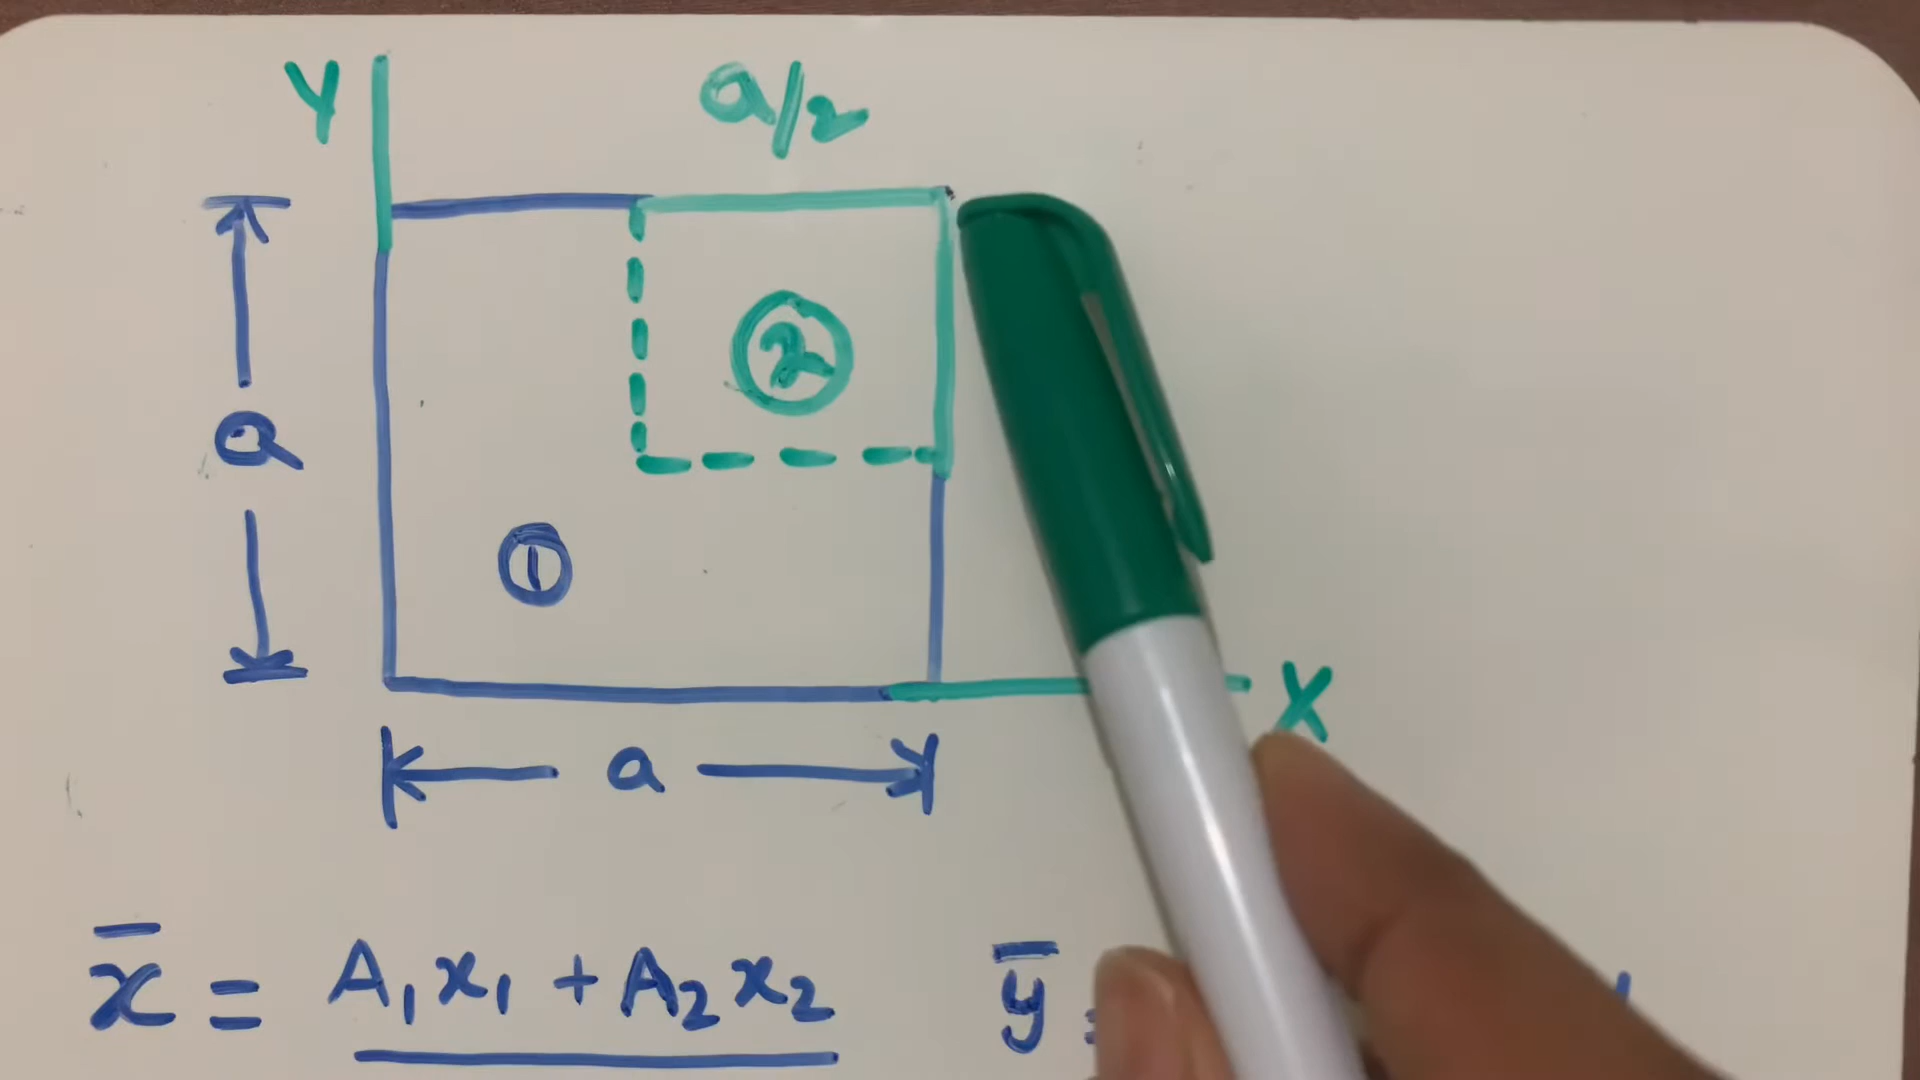 Y
a/2
②
a
①
X
a
x̄ = A₁x₁ + A₂x₂
ȳ